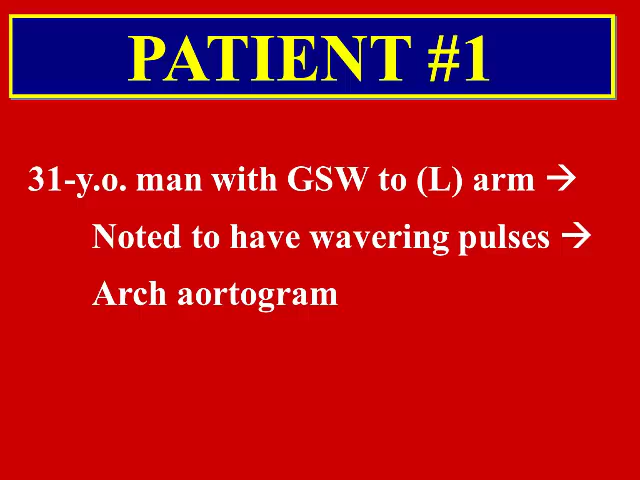 PATIENT #1
31-y.o. man with GSW to (L) arm →
Noted to have wavering pulses →
Arch aortogram